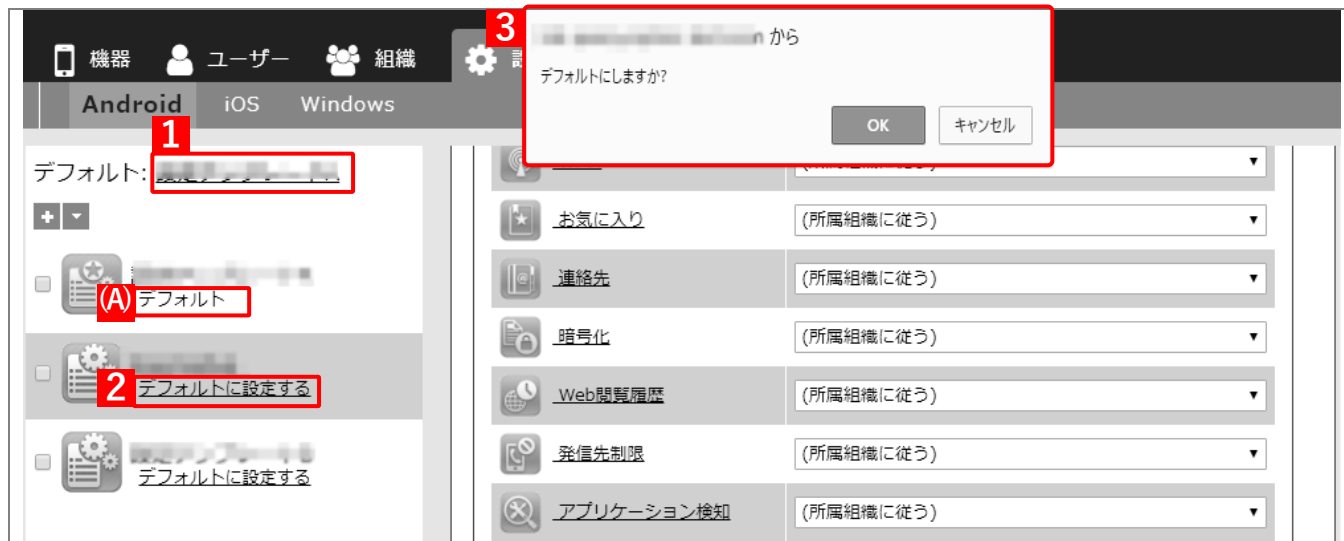 機器
ユーザー
組織
3
から
デフォルトにしますか?
OK
キャンセル
Android
iOS
Windows
1
デフォルト:
(A)
デフォルト
2
デフォルトに設定する
デフォルトに設定する
お気に入り
(所属組織に従う)
連絡先
(所属組織に従う)
暗号化
(所属組織に従う)
Web閲覧履歴
(所属組織に従う)
発信先制限
(所属組織に従う)
アプリケーション検知
(所属組織に従う)